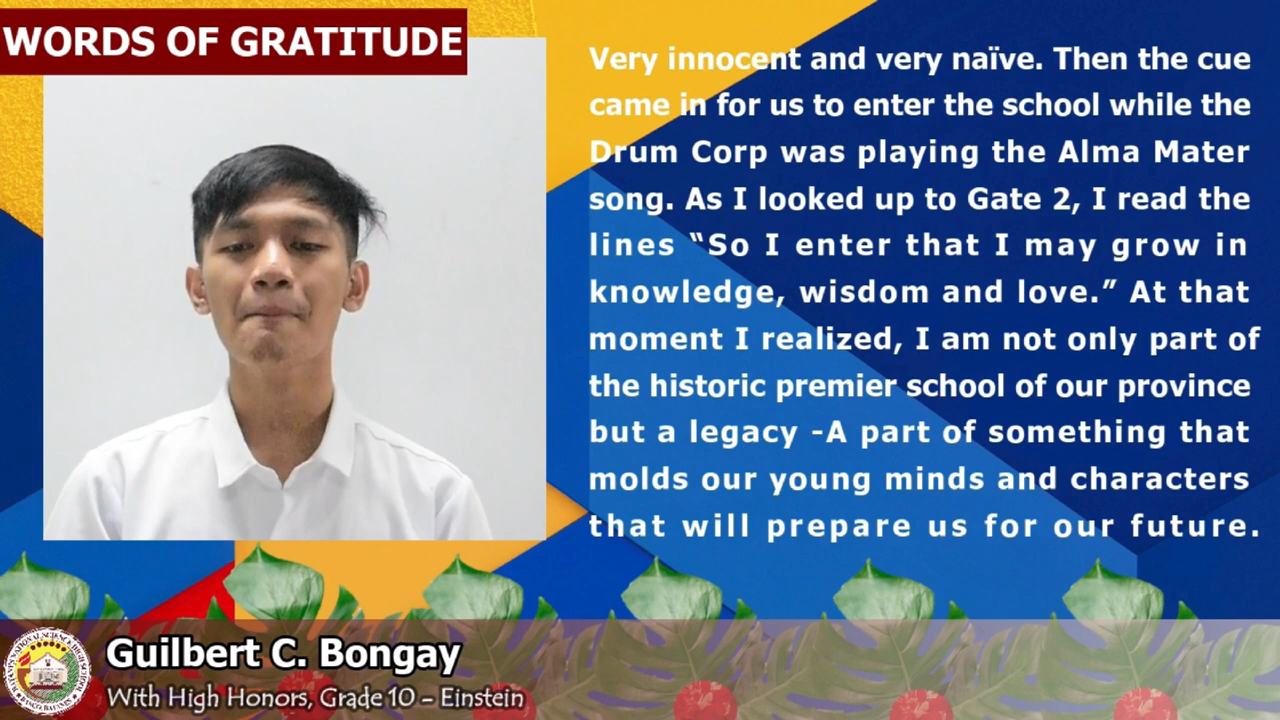 WORDS OF GRATITUDE
Very innocent and very naïve. Then the cue
came in for us to enter the school while the
Drum Corp was playing the Alma Mater
song. As I looked up to Gate 2, I read the
lines “So I enter that I may grow in
knowledge, wisdom and love.” At that
moment I realized, I am not only part of
the historic premier school of our province
but a legacy -A part of something that
molds our young minds and characters
that will prepare us for our future.
Guilbert C. Bongay
With High Honors, Grade 10 – Einstein